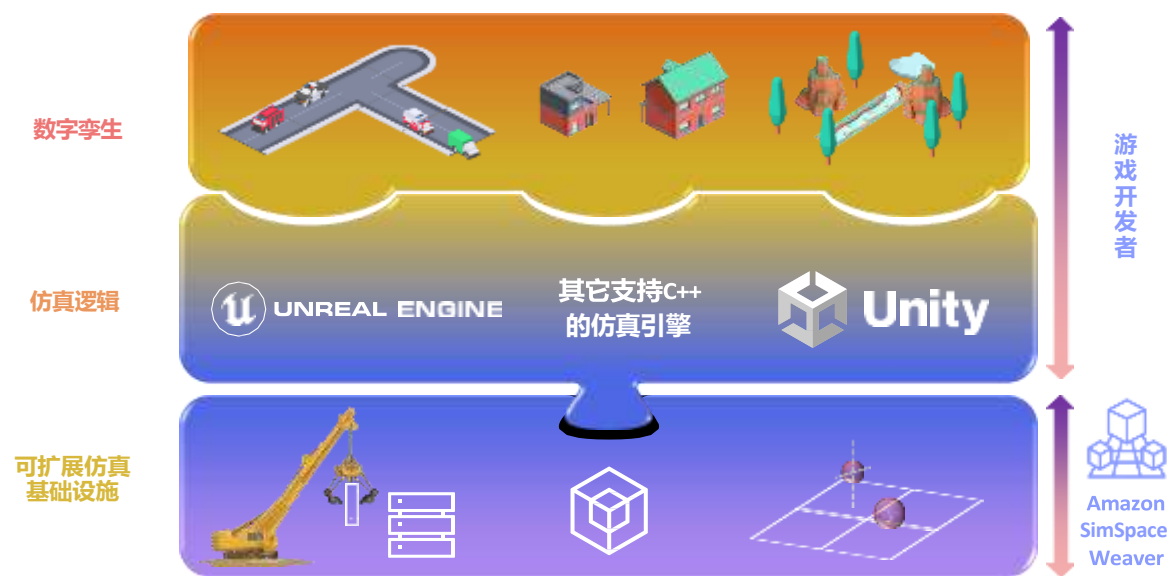 数字孪生
游戏开发者
仿真逻辑
UNREAL ENGINE
其它支持C++
的仿真引擎
Unity
可扩展仿真
基础设施
Amazon
SimSpace
Weaver